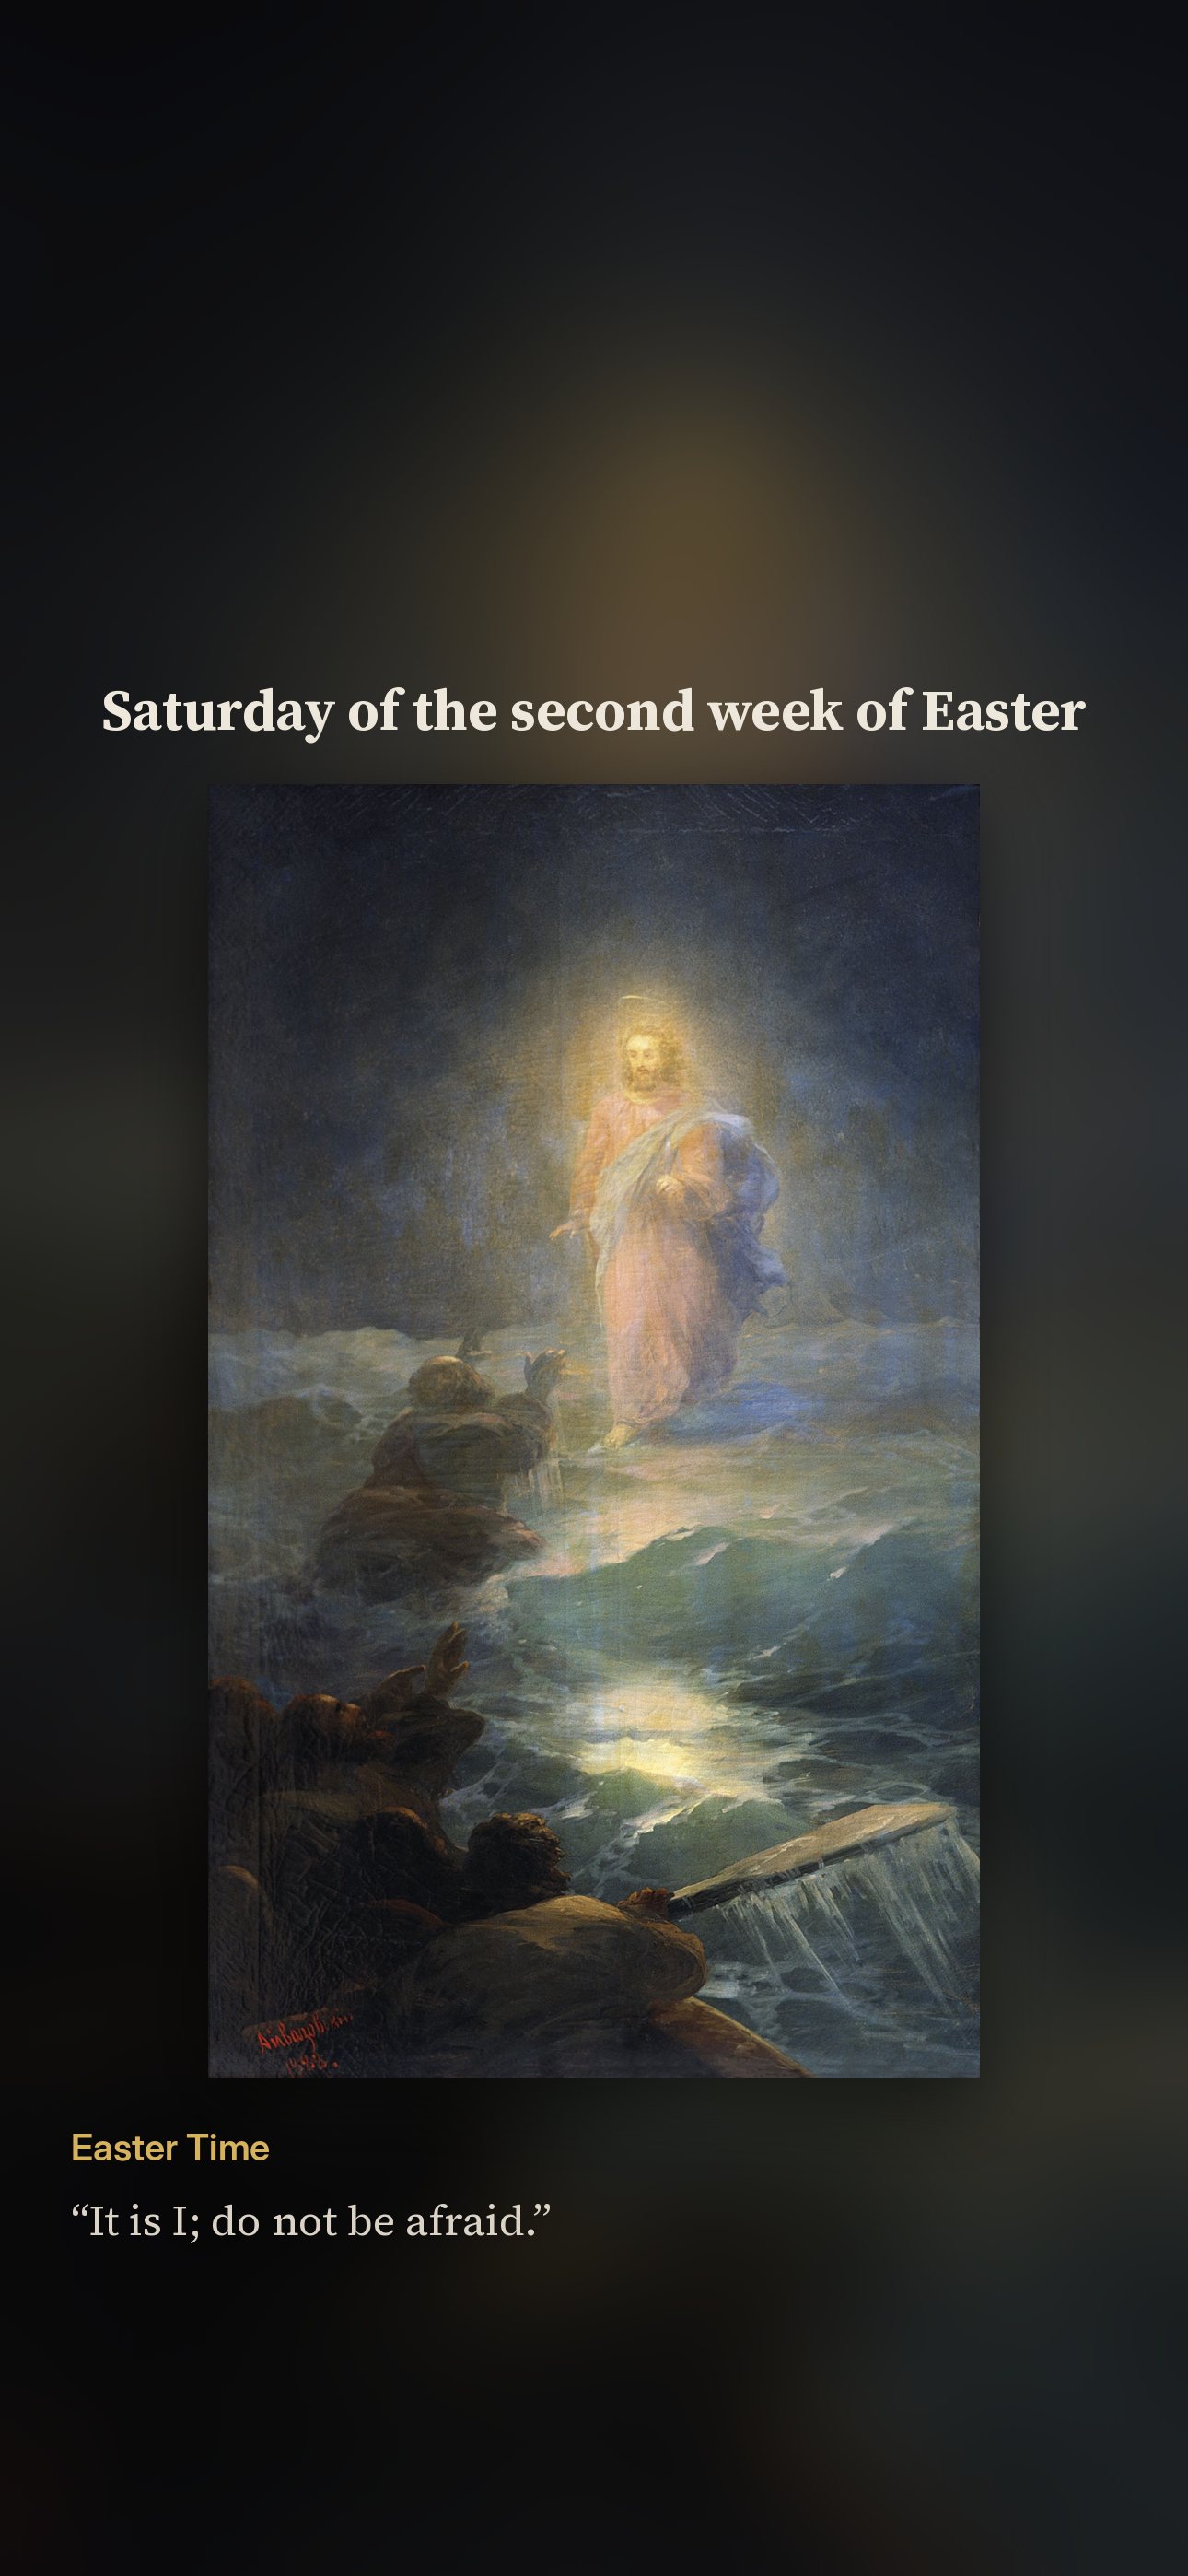 Saturday of the second week of Easter
Easter Time
“It is I; do not be afraid.”